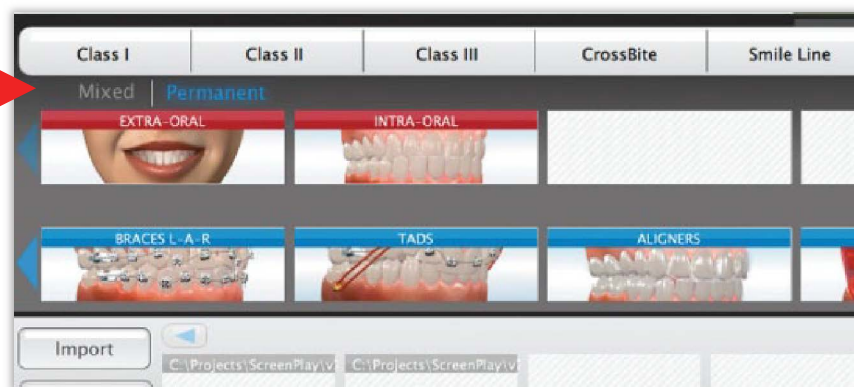 Class I Class II Class III CrossBite Smile Line
Mixed Permanent
EXTRA-ORAL INTRA-ORAL
BRACES L-A-R TADS ALIGNERS
Import
C:\Projects\ScreenPlay\v C:\Projects\ScreenPlay\v